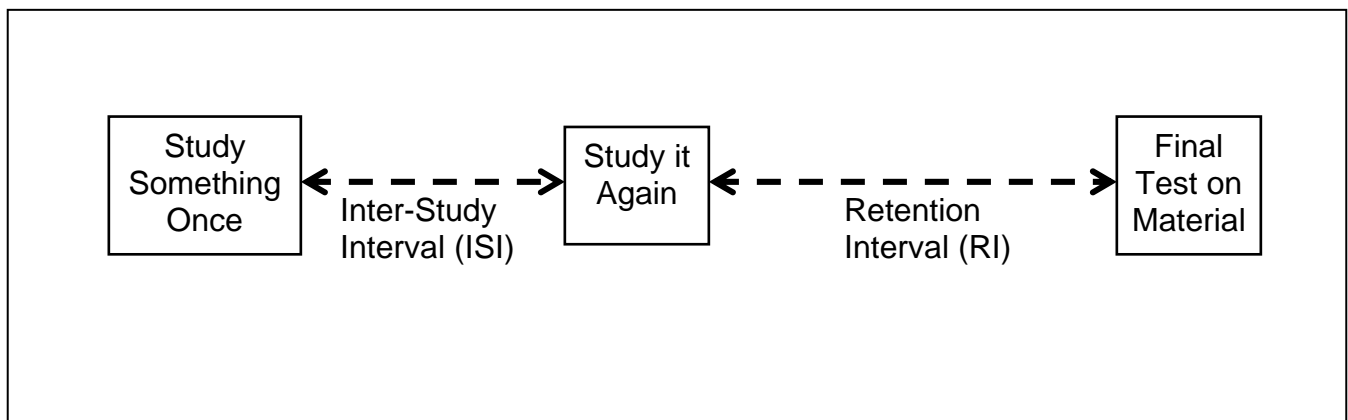 Study
Something
Once
Inter-Study
Interval (ISI)
Study it
Again
Retention
Interval (RI)
Final
Test on
Material